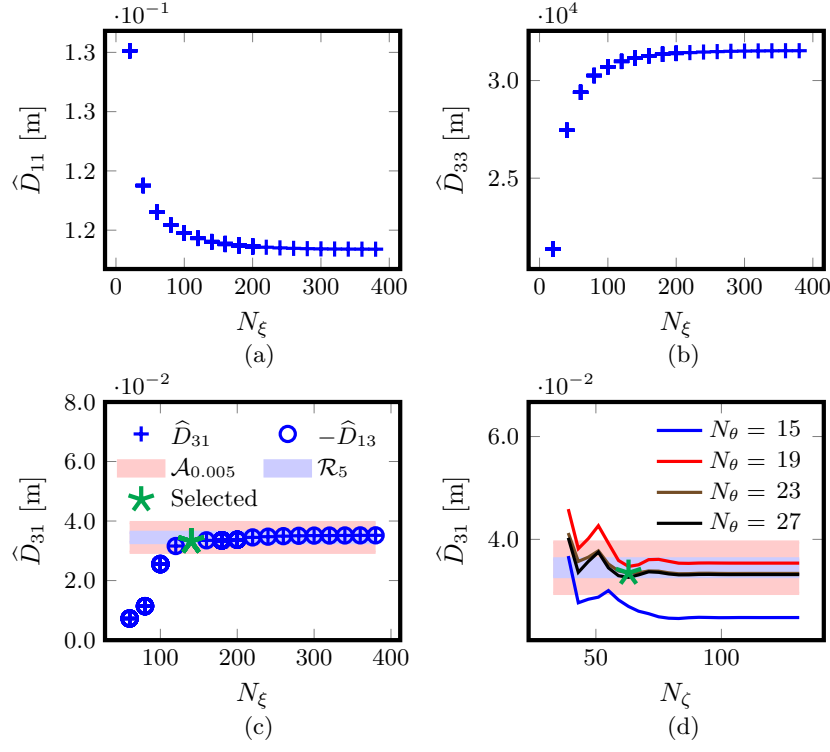 ·10⁻¹
1.3
1.3
1.2
1.2
D̂₁₁ [m]
0 100 200 300 400
N_ξ
(a)
·10⁴
3.0
2.5
D̂₃₃ [m]
0 100 200 300 400
N_ξ
(b)
·10⁻²
8.0
6.0
4.0
2.0
0.0
D̂₃₁ [m]
D̂₃₁
−D̂₁₃
𝒜₀.₀₀₅
ℛ₅
Selected
100 200 300 400
N_ξ
(c)
·10⁻²
6.0
4.0
2.0
D̂₃₁ [m]
N_θ = 15
N_θ = 19
N_θ = 23
N_θ = 27
50 100
N_ζ
(d)